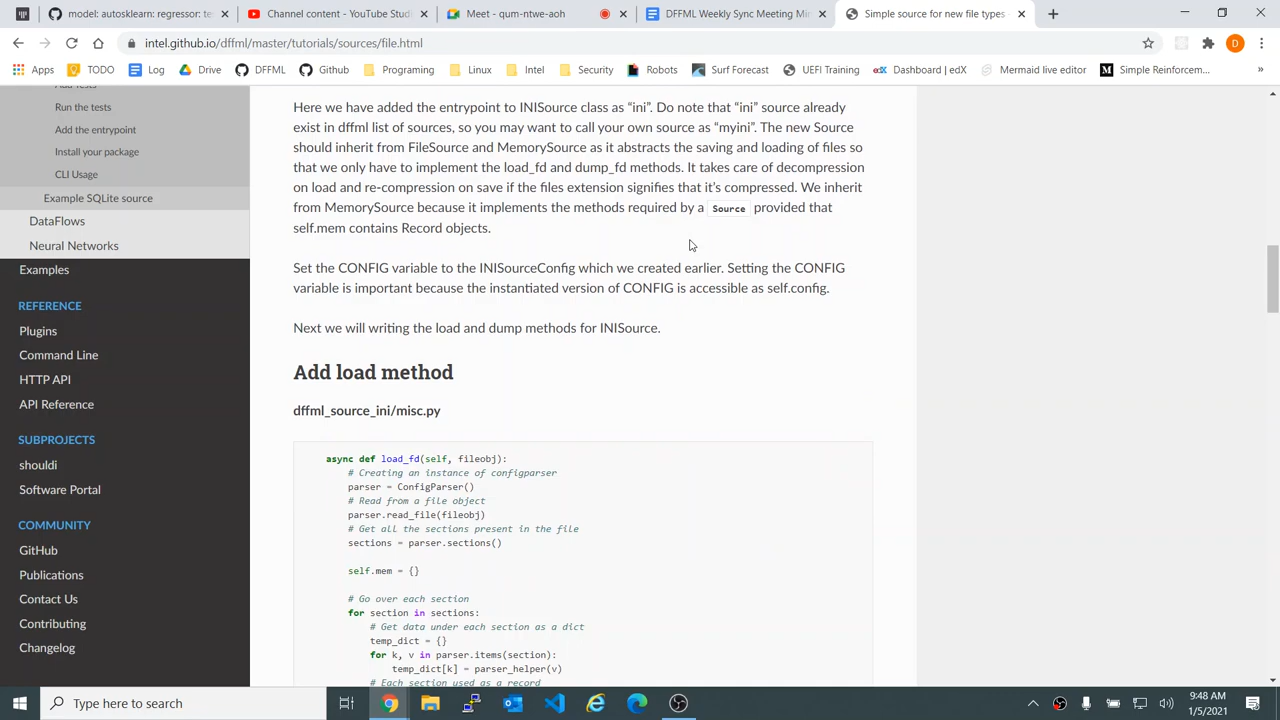 model: autosklearn: regressor: te
Channel content - YouTube Studi
Meet - qum-ntwe-aoh
DFFML Weekly Sync Meeting Min
Simple source for new file types -
intel.github.io/dffml/master/tutorials/sources/file.html
D
Apps
TODO
Log
Drive
DFFML
Github
Programing
Linux
Intel
Security
Robots
Surf Forecast
UEFI Training
edX
Dashboard | edX
Mermaid live editor
Simple Reinforcem...
Add Tests
Run the tests
Add the entrypoint
Install your package
CLI Usage
Example SQLite source
DataFlows
Neural Networks
Examples
REFERENCE
Plugins
Command Line
HTTP API
API Reference
SUBPROJECTS
shouldi
Software Portal
COMMUNITY
GitHub
Publications
Contact Us
Contributing
Changelog
Here we have added the entrypoint to INISource class as “ini”. Do note that “ini” source already
exist in dffml list of sources, so you may want to call your own source as “myini”. The new Source
should inherit from FileSource and MemorySource as it abstracts the saving and loading of files so
that we only have to implement the load_fd and dump_fd methods. It takes care of decompression
on load and re-compression on save if the files extension signifies that it’s compressed. We inherit
from MemorySource because it implements the methods required by a Source provided that
self.mem contains Record objects.
Set the CONFIG variable to the INISourceConfig which we created earlier. Setting the CONFIG
variable is important because the instantiated version of CONFIG is accessible as self.config.
Next we will writing the load and dump methods for INISource.
Add load method
dffml_source_ini/misc.py
async def load_fd(self, fileobj):
# Creating an instance of configparser
parser = ConfigParser()
# Read from a file object
parser.read_file(fileobj)
# Get all the sections present in the file
sections = parser.sections()
self.mem = {}
# Go over each section
for section in sections:
# Get data under each section as a dict
temp_dict = {}
for k, v in parser.items(section):
temp_dict[k] = parser_helper(v)
# Each section used as a record
Type here to search
9:48 AM
1/5/2021